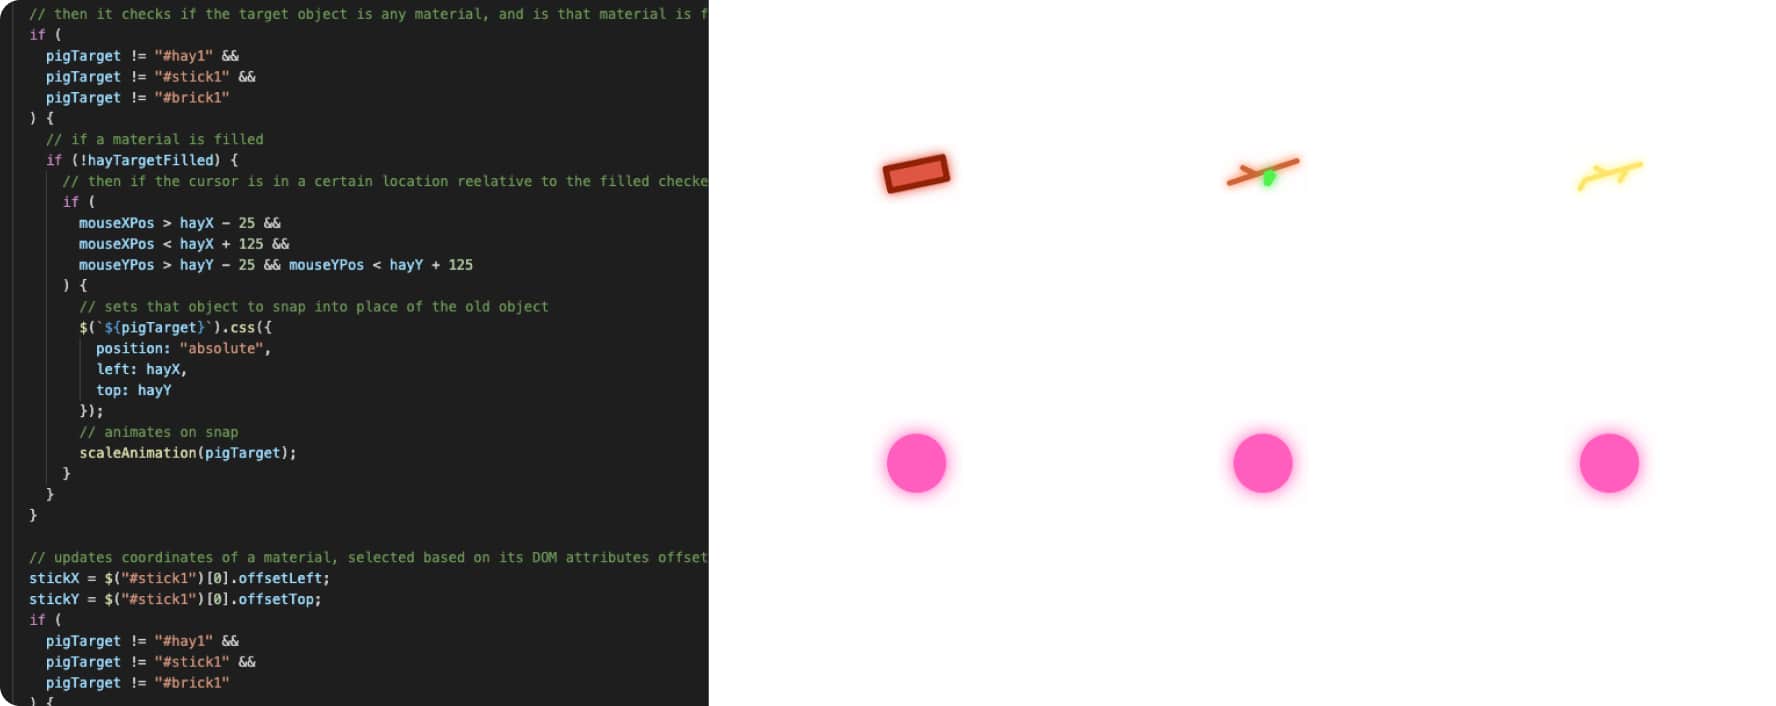 // then it checks if the target object is any material, and is that material is f
if (
pigTarget != "#hay1" &&
pigTarget != "#stick1" &&
pigTarget != "#brick1"
) {
// if a material is filled
if (!hayTargetFilled) {
// then if the cursor is in a certain location reelative to the filled checke
if (
mouseXPos > hayX - 25 &&
mouseXPos < hayX + 125 &&
mouseYPos > hayY - 25 && mouseYPos < hayY + 125
) {
// sets that object to snap into place of the old object
$(`${pigTarget}`).css({
position: "absolute",
left: hayX,
top: hayY
});
// animates on snap
scaleAnimation(pigTarget);
}
}
}
// updates coordinates of a material, selected based on its DOM attributes offset
stickX = $("#stick1")[0].offsetLeft;
stickY = $("#stick1")[0].offsetTop;
if (
pigTarget != "#hay1" &&
pigTarget != "#stick1" &&
pigTarget != "#brick1"
) {